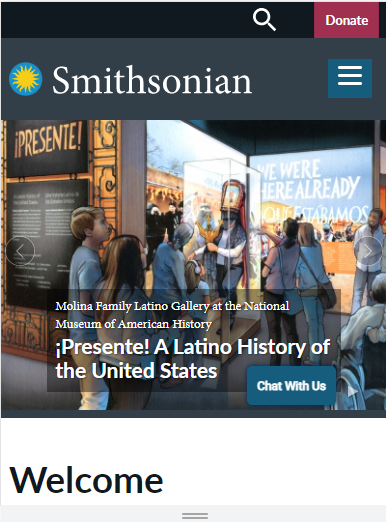 Donate
Smithsonian
¡PRESENTE!
WE WERE
HERE ALREADY
ESTÁBAMOS
Molina Family Latino Gallery at the National
Museum of American History
¡Presente! A Latino History of
the United States
Chat With Us
Welcome